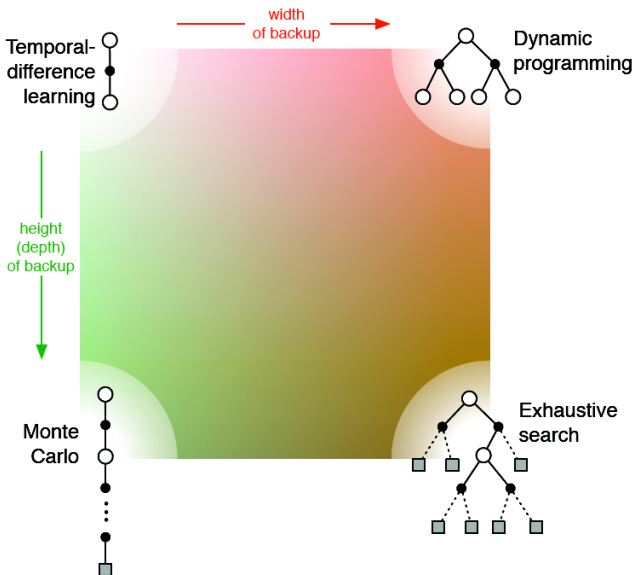 width
of backup
Temporal-
difference
learning
Dynamic
programming
height
(depth)
of backup
Monte
Carlo
Exhaustive
search